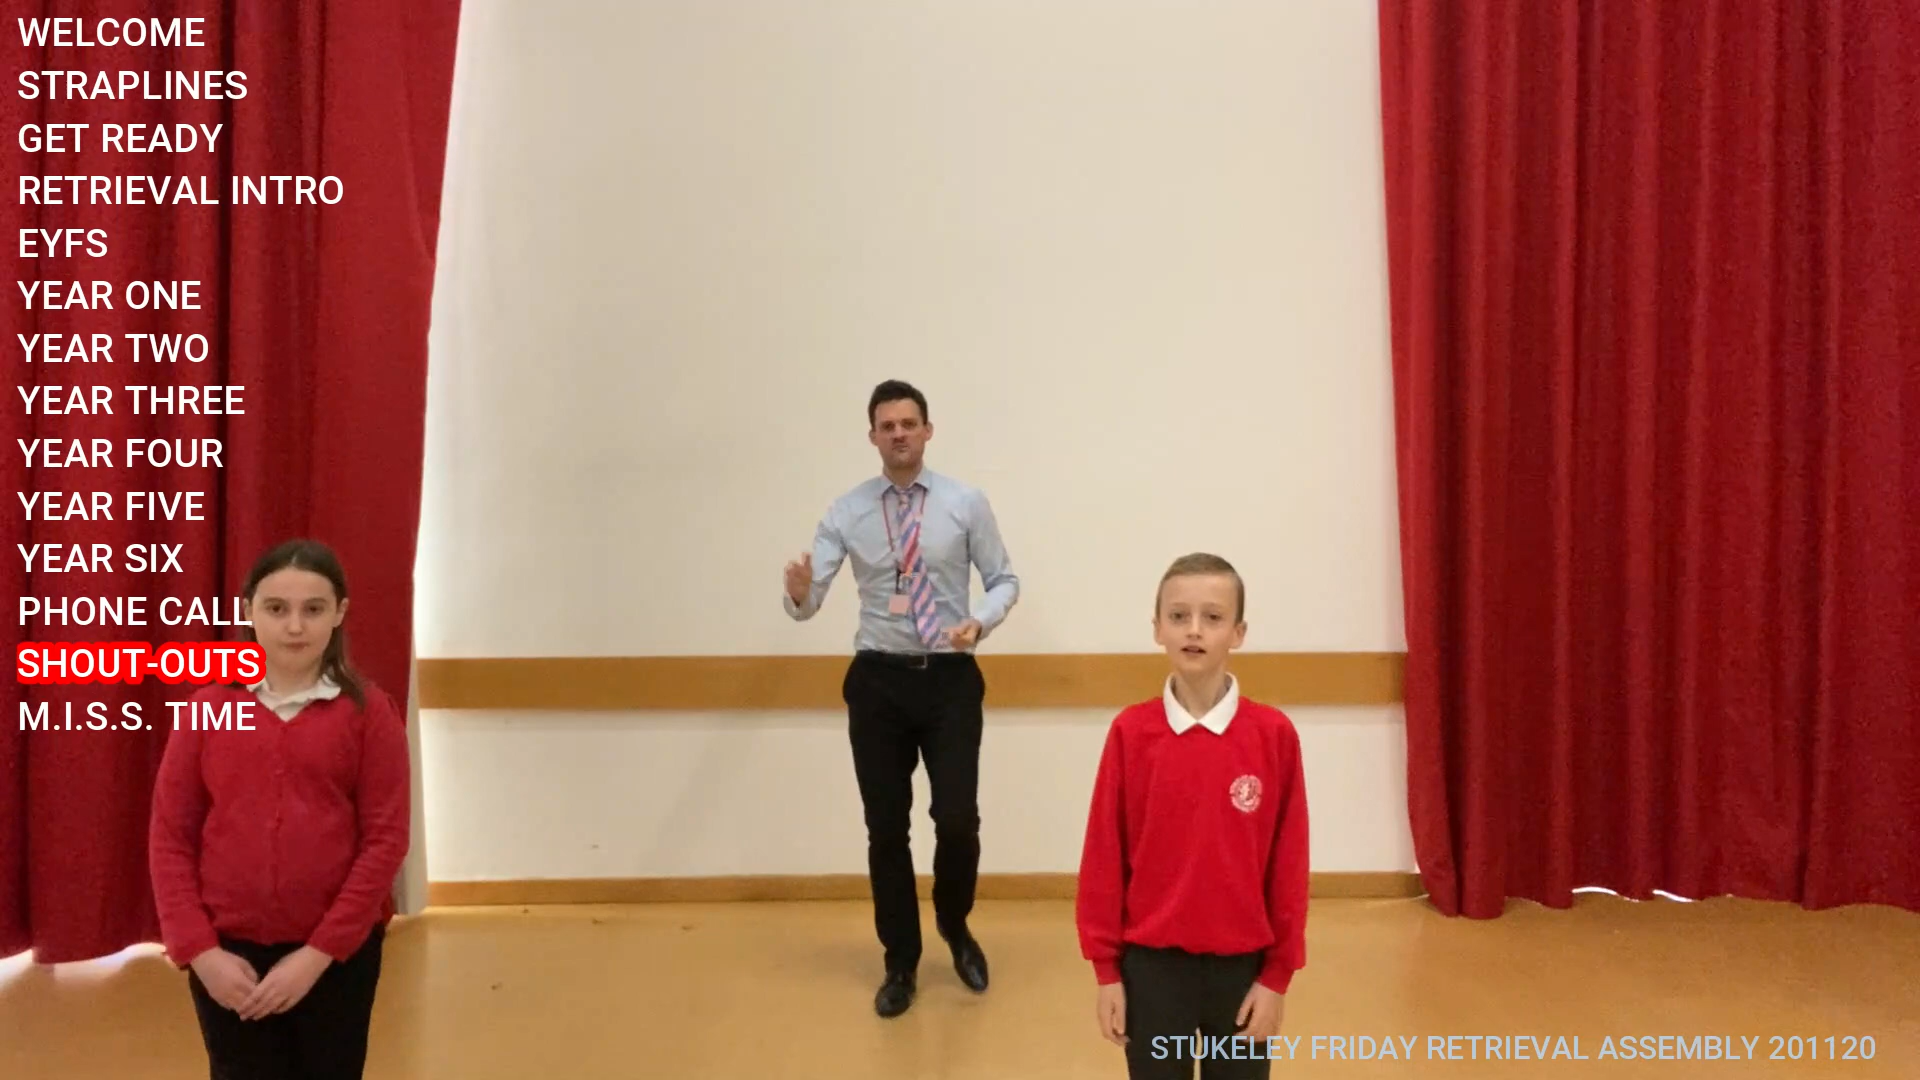 WELCOME
STRAPLINES
GET READY
RETRIEVAL INTRO
EYFS
YEAR ONE
YEAR TWO
YEAR THREE
YEAR FOUR
YEAR FIVE
YEAR SIX
PHONE CALL
SHOUT-OUTS
M.I.S.S. TIME
STUKELEY FRIDAY RETRIEVAL ASSEMBLY 201120